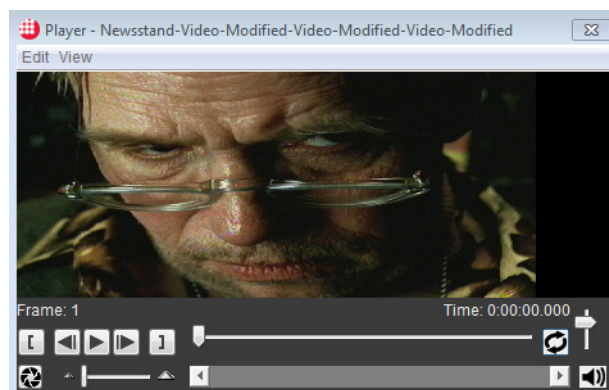 Player - Newsstand-Video-Modified-Video-Modified-Video-Modified
Edit View
Frame: 1 Time: 0:00:00.000